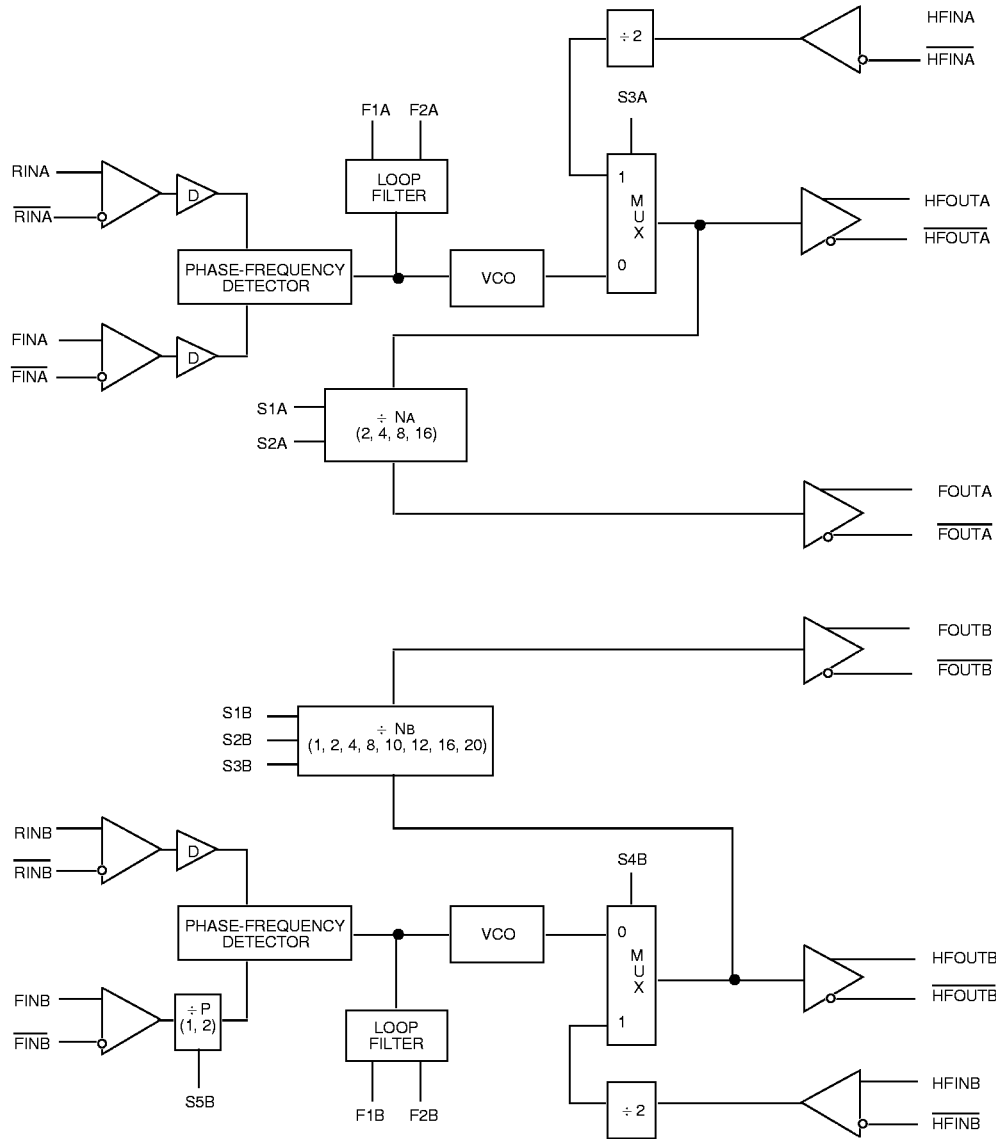 HFINA
÷ 2
HFINA
S3A
F1A F2A
LOOP
FILTER
RINA
D
RINA
1
MUX
0
HFOUTA
HFOUTA
PHASE-FREQUENCY
DETECTOR
VCO
FINA
D
FINA
S1A
S2A
÷ NA
(2, 4, 8, 16)
FOUTA
FOUTA
FOUTB
FOUTB
S1B
S2B
S3B
÷ NB
(1, 2, 4, 8, 10, 12, 16, 20)
RINB
D
RINB
S4B
PHASE-FREQUENCY
DETECTOR
VCO
0
MUX
1
HFOUTB
HFOUTB
FINB
÷ P
(1, 2)
FINB
S5B
LOOP
FILTER
F1B F2B
÷ 2
HFINB
HFINB